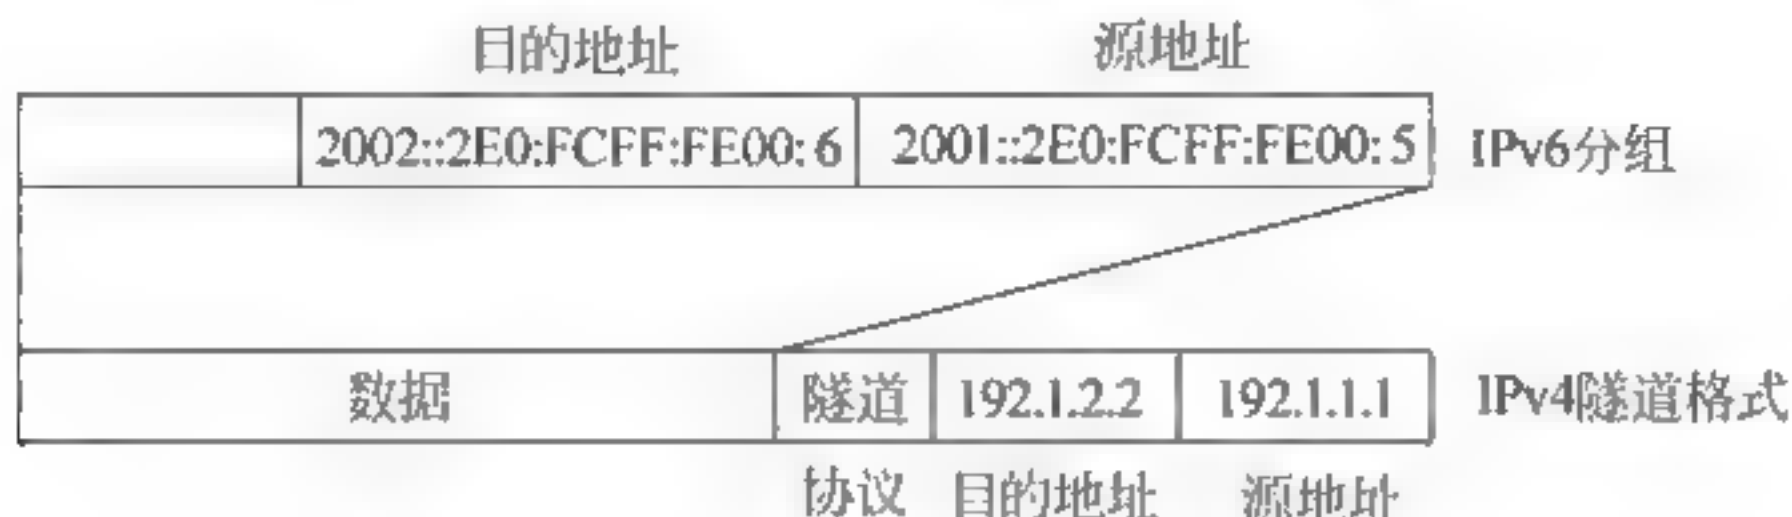 目的地址 源地址
2002::2E0:FCFF:FE00:6 2001::2E0:FCFF:FE00:5 IPv6分组
数据 隧道 192.1.2.2 192.1.1.1 IPv4隧道格式
协议 目的地址 源地址